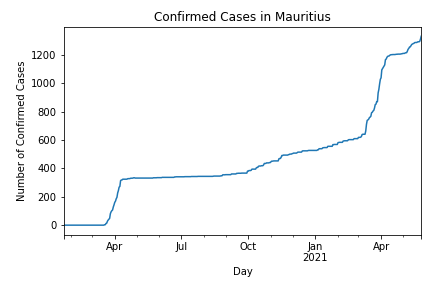 Confirmed Cases in Mauritius
Number of Confirmed Cases
1200
1000
800
600
400
200
0
Apr Jul Oct Jan Apr
2021
Day